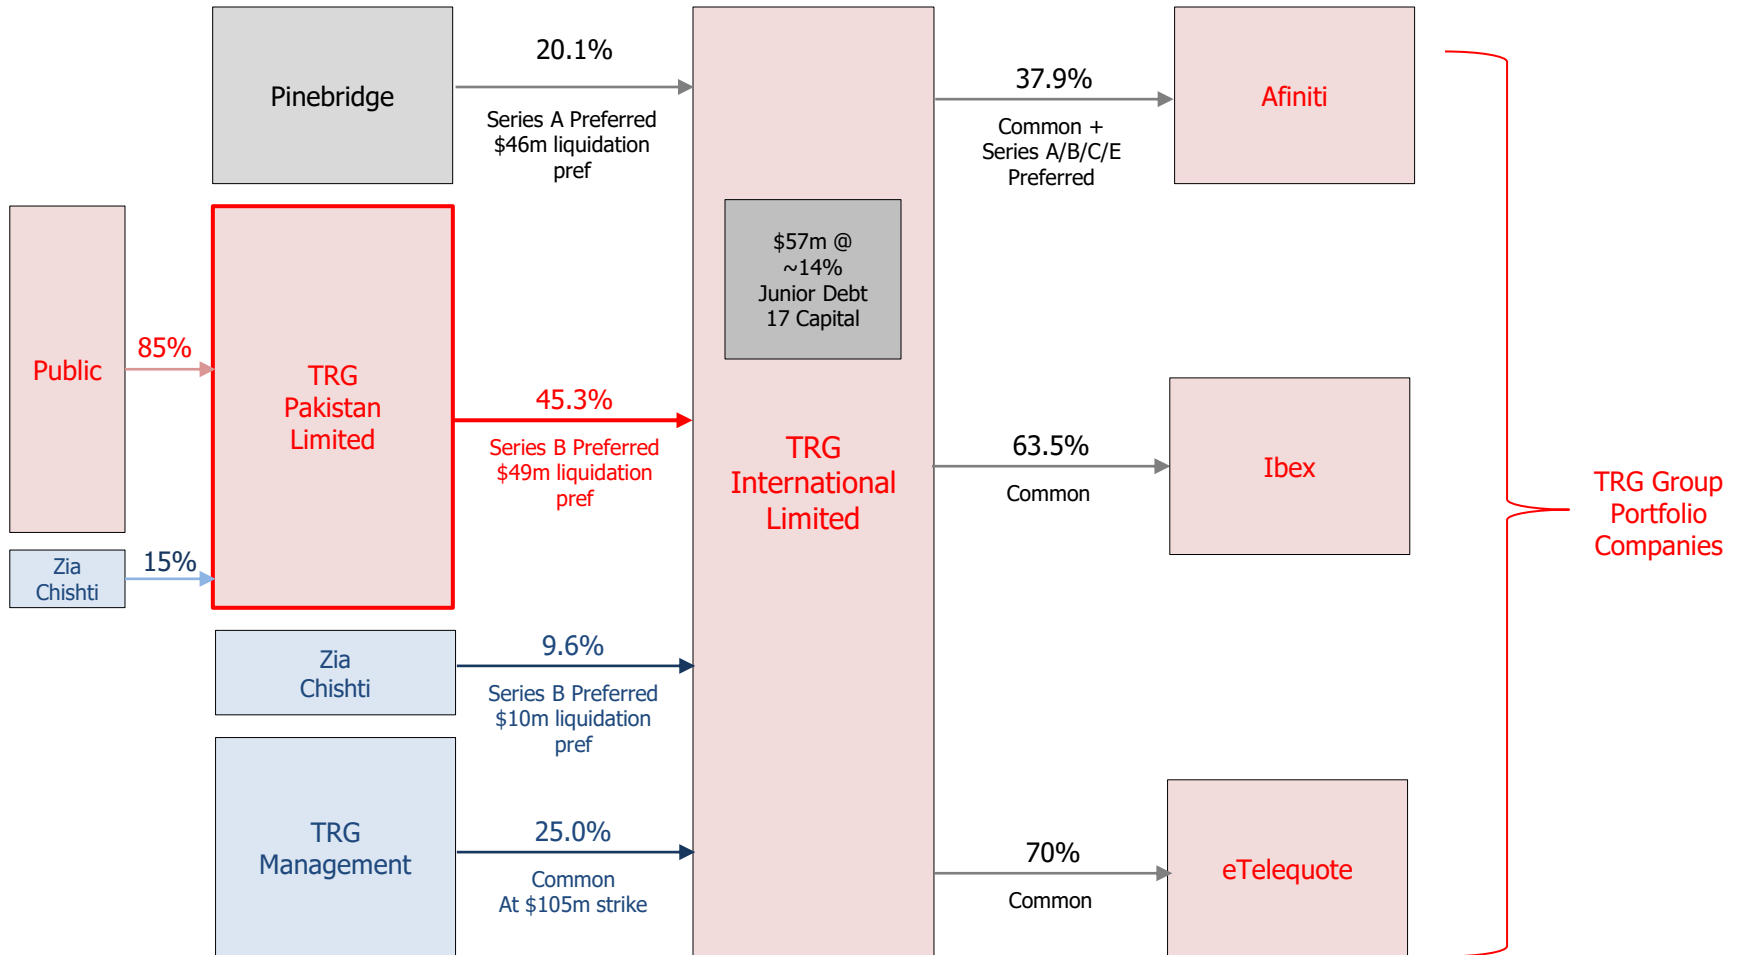 Pinebridge
20.1%
Series A Preferred
$46m liquidation
pref
Public
85%
Zia
Chishti
15%
TRG
Pakistan
Limited
45.3%
Series B Preferred
$49m liquidation
pref
Zia
Chishti
9.6%
Series B Preferred
$10m liquidation
pref
TRG
Management
25.0%
Common
At $105m strike
$57m @
~14%
Junior Debt
17 Capital
TRG
International
Limited
37.9%
Common +
Series A/B/C/E
Preferred
Afiniti
63.5%
Common
Ibex
70%
Common
eTelequote
TRG Group
Portfolio
Companies